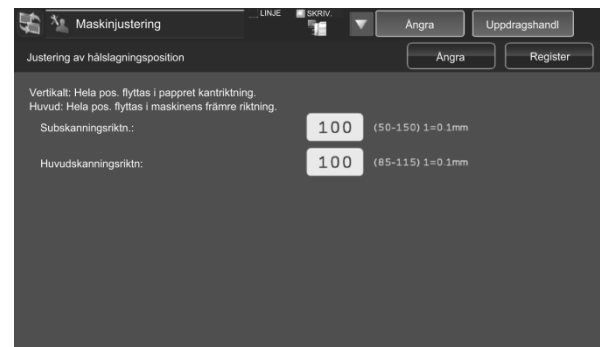 Maskinjustering
LINJE
SKRIV.
Ångra
Uppdragshandl
Justering av hålslagningsposition
Ångra
Register
Vertikalt: Hela pos. flyttas i pappret kantriktning.
Huvud: Hela pos. flyttas i maskinens främre riktning.
Subskanningsriktn.: 100 (50-150) 1=0.1mm
Huvudskanningsriktn: 100 (85-115) 1=0.1mm